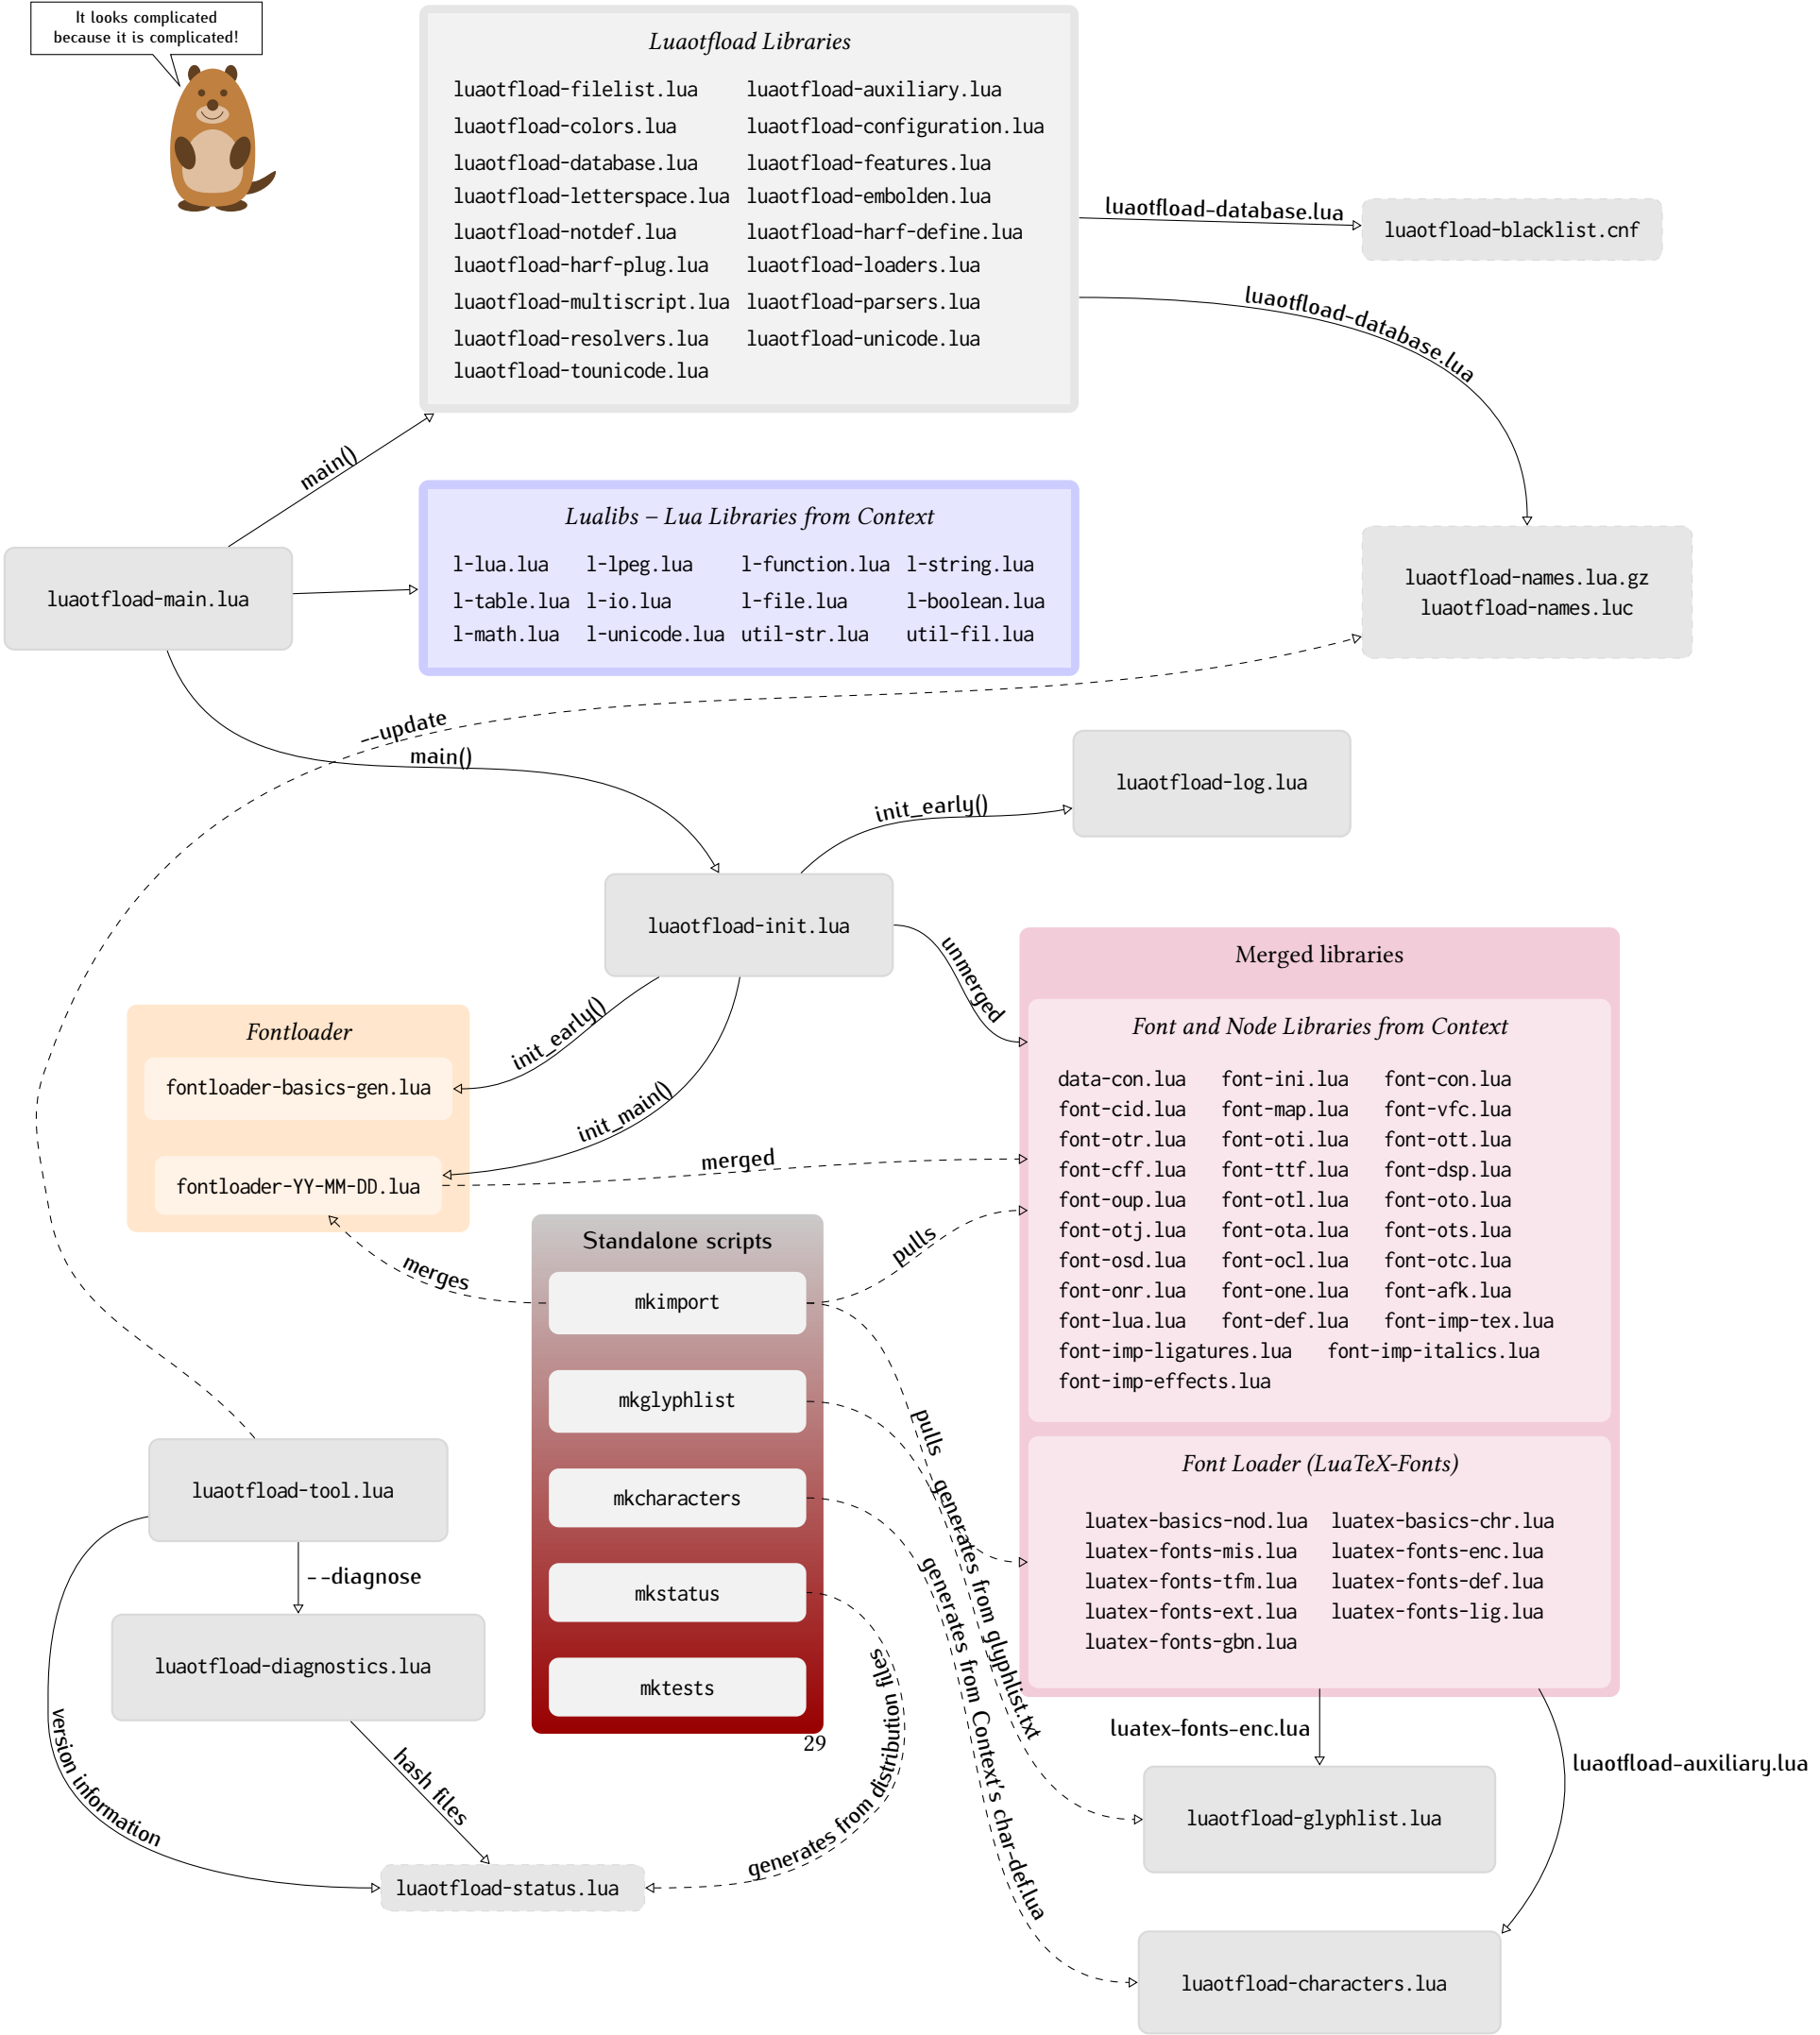 It looks complicated
because it is complicated!
Luaotfload Libraries
luaotfload-filelist.lua luaotfload-auxiliary.lua
luaotfload-colors.lua luaotfload-configuration.lua
luaotfload-database.lua luaotfload-features.lua
luaotfload-letterspace.lua luaotfload-embolden.lua
luaotfload-notdef.lua luaotfload-harf-define.lua
luaotfload-harf-plug.lua luaotfload-loaders.lua
luaotfload-multiscript.lua luaotfload-parsers.lua
luaotfload-resolvers.lua luaotfload-unicode.lua
luaotfload-tounicode.lua
luaotfload-database.lua
luaotfload-blacklist.cnf
luaotfload-database.lua
luaotfload-names.lua.gz
luaotfload-names.luc
main()
luaotfload-main.lua
Lualibs – Lua Libraries from Context
l-lua.lua l-lpeg.lua l-function.lua l-string.lua
l-table.lua l-io.lua l-file.lua l-boolean.lua
l-math.lua l-unicode.lua util-str.lua util-fil.lua
--update
main()
luaotfload-log.lua
init_early()
luaotfload-init.lua
unmerged
init_early()
init_main()
Fontloader
fontloader-basics-gen.lua
fontloader-YY-MM-DD.lua
merged
merges
Merged libraries
Font and Node Libraries from Context
data-con.lua font-ini.lua font-con.lua
font-cid.lua font-map.lua font-vfc.lua
font-otr.lua font-oti.lua font-ott.lua
font-cff.lua font-ttf.lua font-dsp.lua
font-oup.lua font-otl.lua font-oto.lua
font-otj.lua font-ota.lua font-ots.lua
font-osd.lua font-ocl.lua font-otc.lua
font-onr.lua font-one.lua font-afk.lua
font-lua.lua font-def.lua font-imp-tex.lua
font-imp-ligatures.lua font-imp-italics.lua
font-imp-effects.lua
Font Loader (LuaTeX-Fonts)
luatex-basics-nod.lua luatex-basics-chr.lua
luatex-fonts-mis.lua luatex-fonts-enc.lua
luatex-fonts-tfm.lua luatex-fonts-def.lua
luatex-fonts-ext.lua luatex-fonts-lig.lua
luatex-fonts-gbn.lua
Standalone scripts
mkimport
mkglyphlist
mkcharacters
mkstatus
mktests
29
pulls
pulls
generates from glyphlist.txt
generates from Context's char-def.lua
generates from distribution files
luaotfload-tool.lua
--diagnose
luaotfload-diagnostics.lua
version information
hash files
luaotfload-status.lua
luatex-fonts-enc.lua
luaotfload-auxiliary.lua
luaotfload-glyphlist.lua
luaotfload-characters.lua